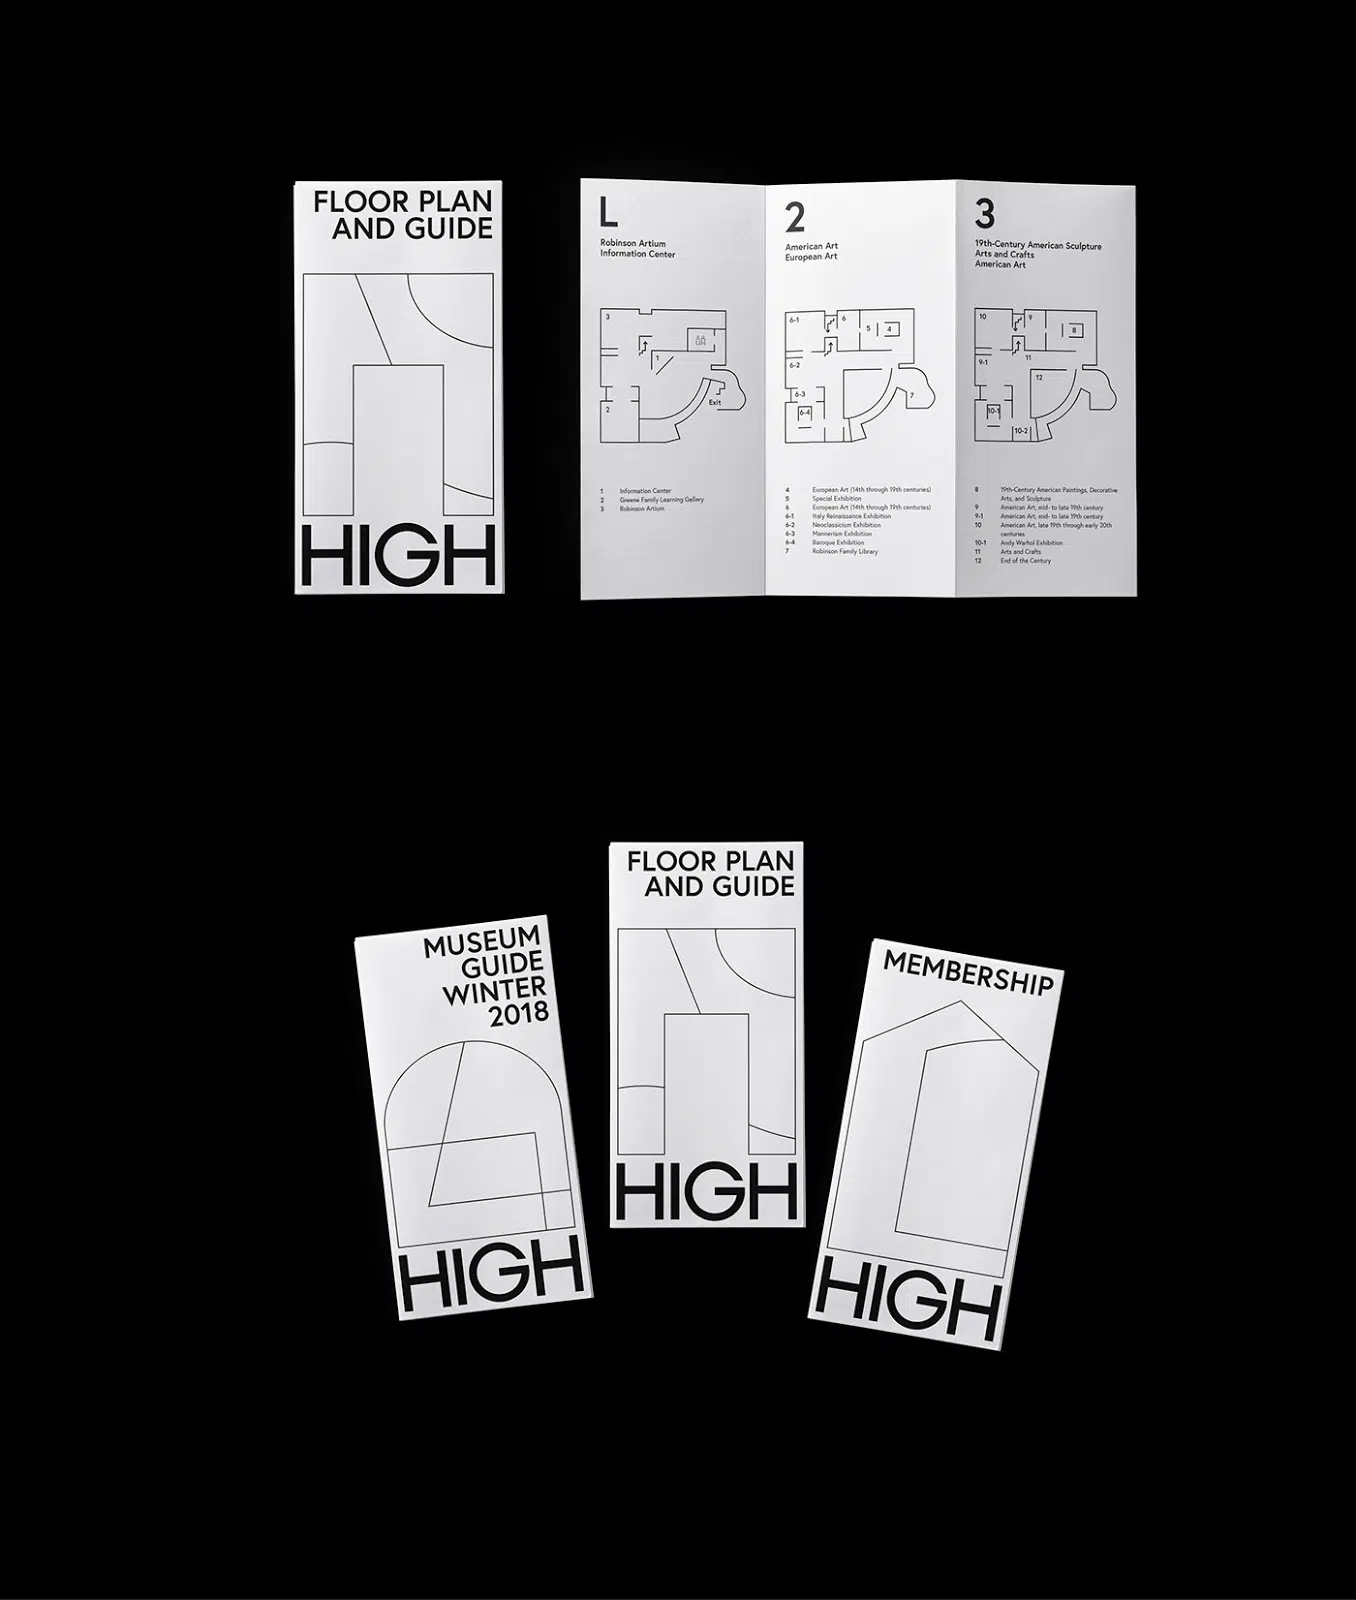 FLOOR PLAN
AND GUIDE
HIGH
L
Robinson Artium
Information Center
3
1
2
Exit
1 Information Center
2 Greene Family Learning Gallery
3 Robinson Artium
2
American Art
European Art
6-1
6
5
4
6-2
6-3
6-4
7
4 European Art (14th through 19th centuries)
5 Special Exhibition
6 European Art (14th through 19th centuries)
6-1 Italy Reinaissance Exhibition
6-2 Neoclassicism Exhibition
6-3 Mannerism Exhibition
6-4 Baroque Exhibition
7 Robinson Family Library
3
19th-Century American Sculpture
Arts and Crafts
American Art
10
9
8
9-1
11
12
10-1
10-2
8 19th-Century American Paintings, Decorative
Arts, and Sculpture
9 American Art, mid- to late 19th century
9-1 American Art, mid- to late 19th century
10 American Art, late 19th through early 20th
centuries
10-1 Andy Warhol Exhibition
11 Arts and Crafts
12 End of the Century
MUSEUM
GUIDE
WINTER
2018
HIGH
FLOOR PLAN
AND GUIDE
HIGH
MEMBERSHIP
HIGH